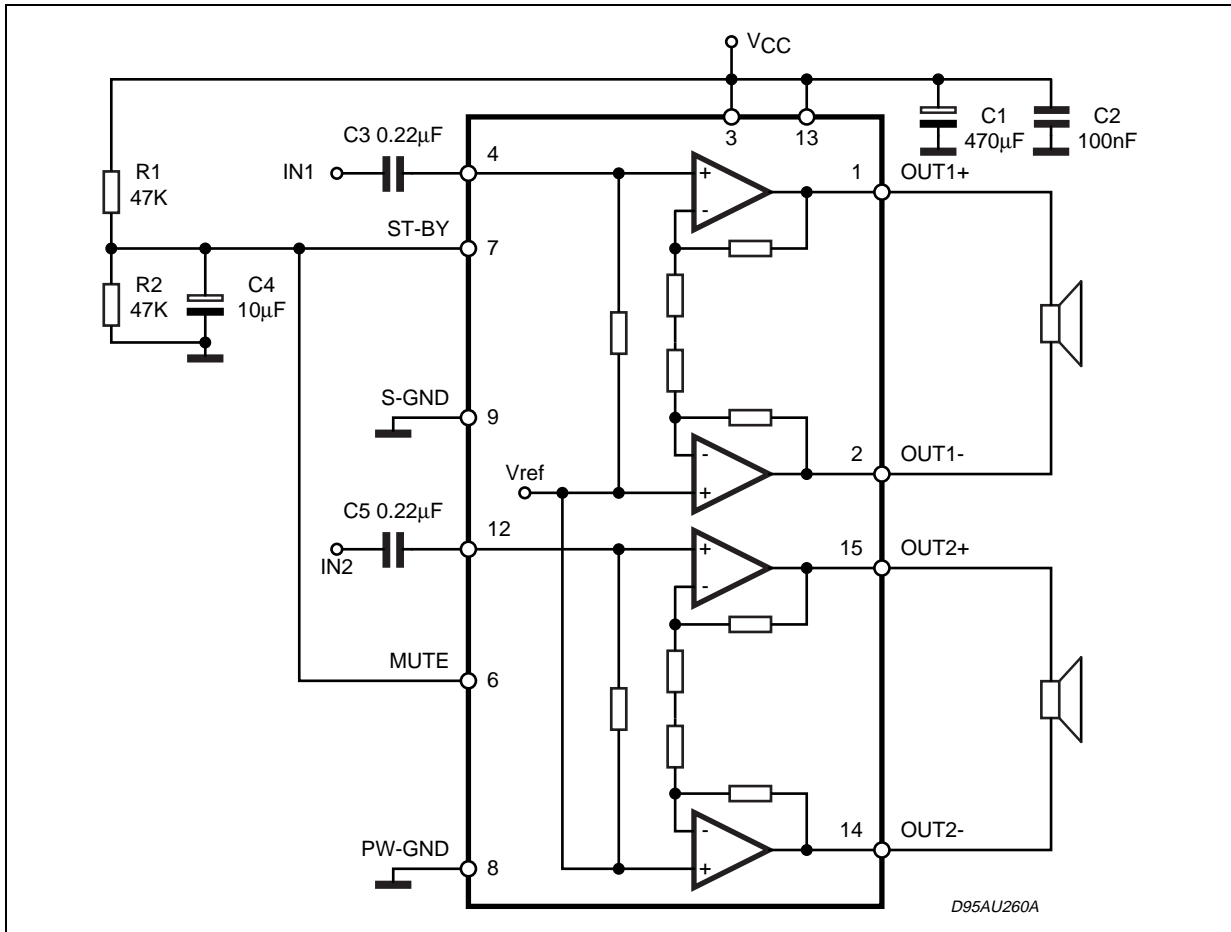 VCC
C3 0.22μF
3
13
C1
470μF
C2
100nF
IN1
4
1
OUT1+
R1
47K
+
-
ST-BY
7
R2
47K
C4
10μF
S-GND
9
2
OUT1-
-
+
Vref
C5 0.22μF
12
IN2
15
OUT2+
+
-
MUTE
6
14
OUT2-
-
+
PW-GND
8
D95AU260A